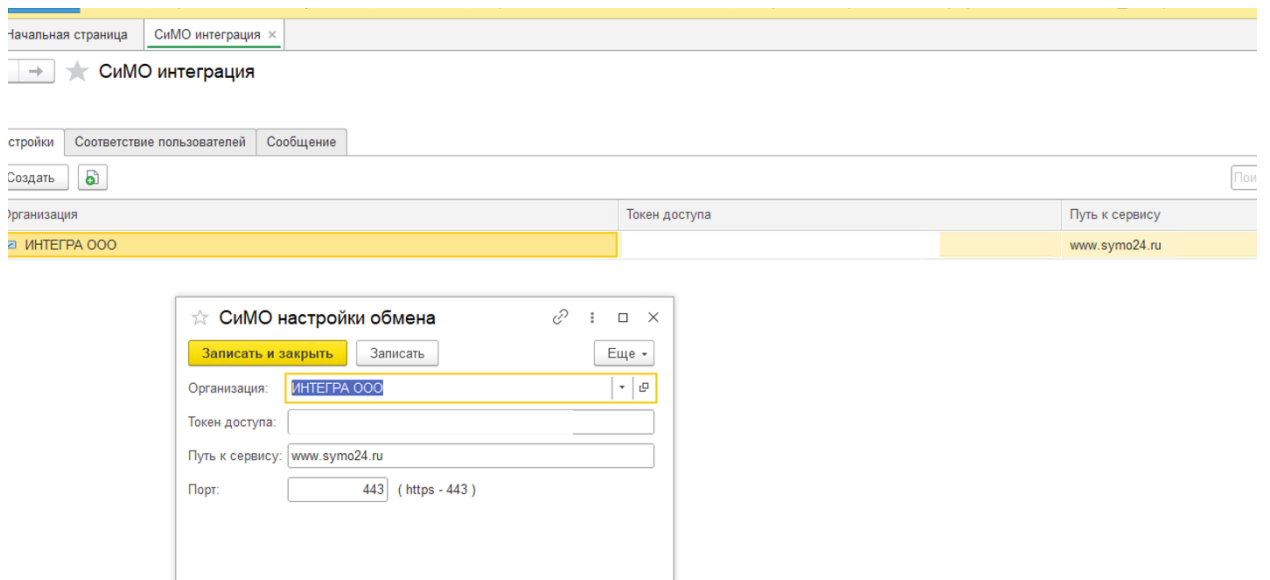 Начальная страница СиМО интеграция ×
СиМО интеграция
стройки Соответствие пользователей Сообщение
Создать Пои
Организация Токен доступа Путь к сервису
ИНТЕГРА ООО www.symo24.ru
СиМО настройки обмена
Записать и закрыть Записать Еще
Организация: ИНТЕГРА ООО
Токен доступа:
Путь к сервису: www.symo24.ru
Порт: 443 ( https - 443 )